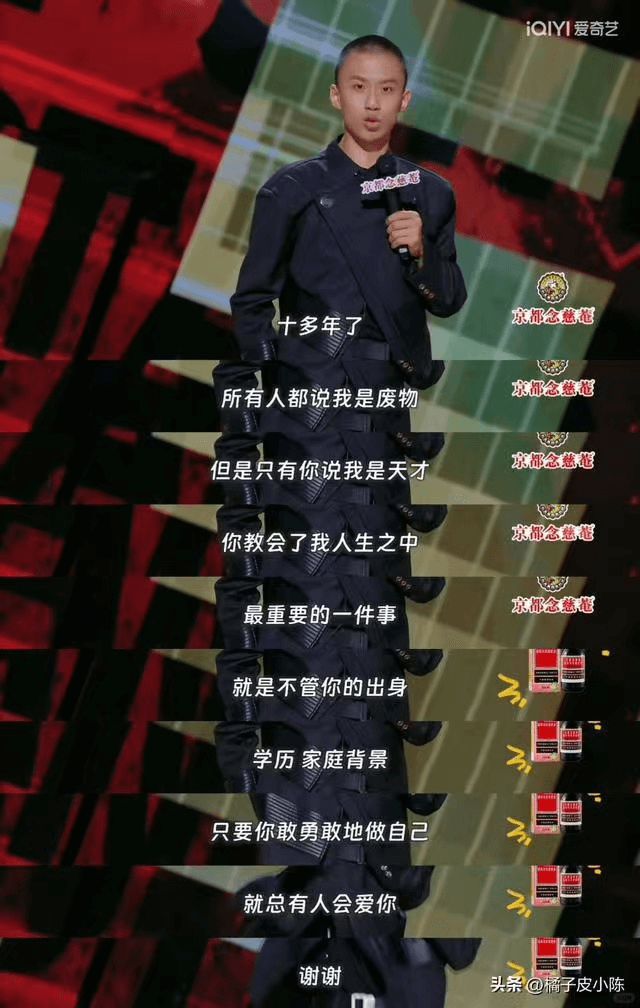 iQIYI 爱奇艺
京都念慈菴
京都念慈菴
十多年了
京都念慈菴
所有人都说我是废物
京都念慈菴
但是只有你说我是天才
京都念慈菴
你教会了我人生之中
京都念慈菴
最重要的一件事
就是不管你的出身
学历 家庭背景
只要你敢勇敢地做自己
就总有人会爱你
谢谢
头条 @橘子皮小陈